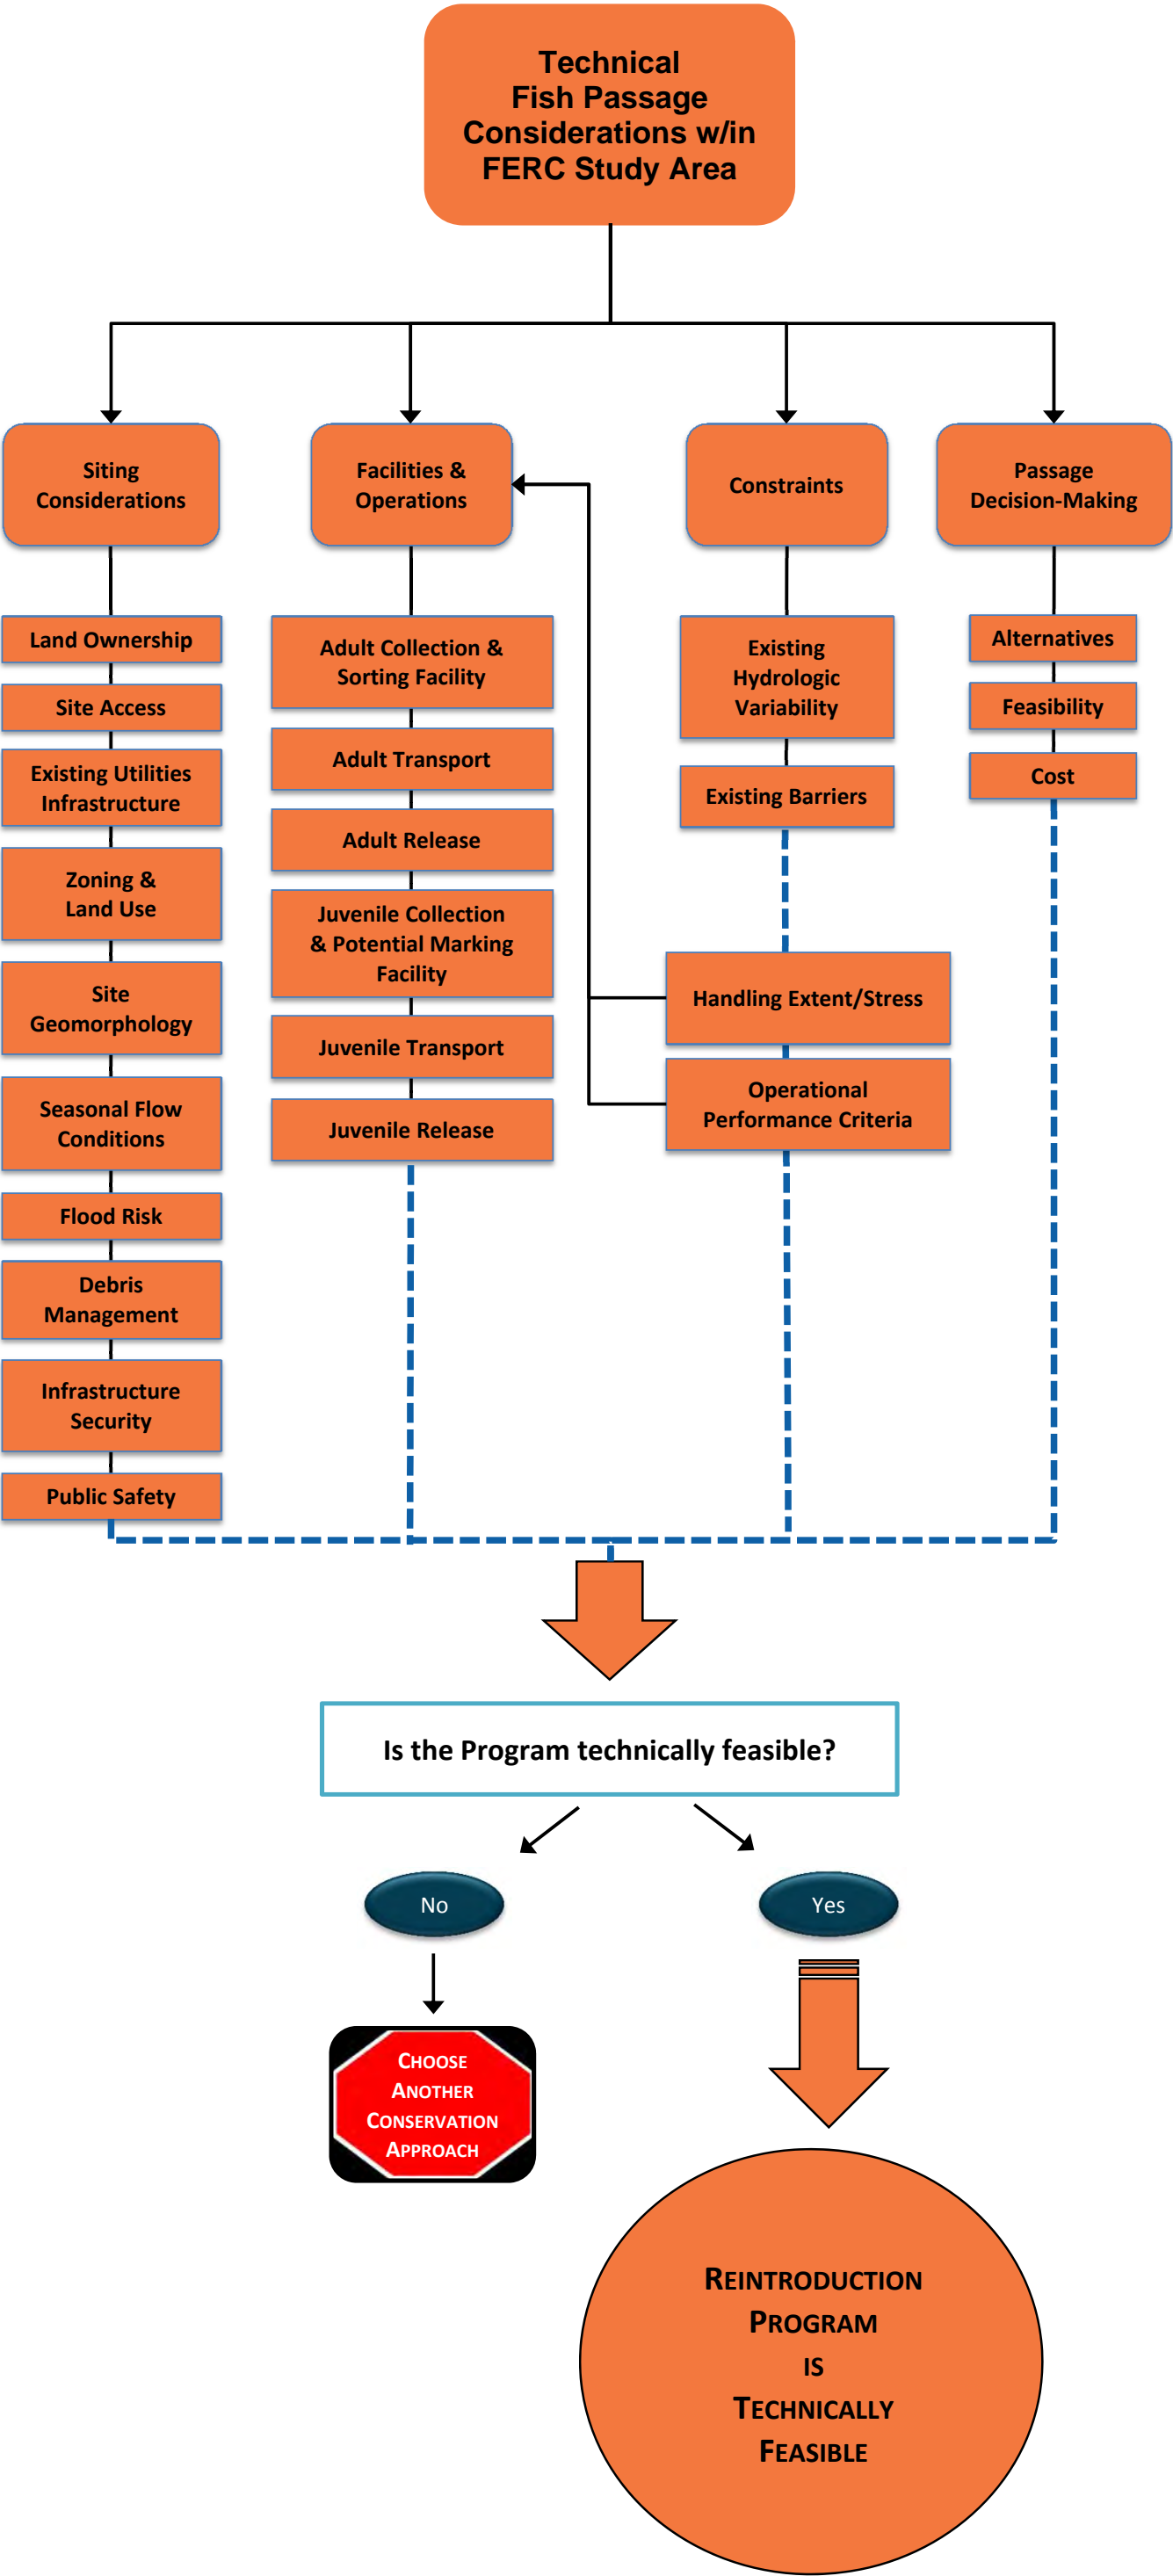 Technical
Fish Passage
Considerations w/in
FERC Study Area
Siting
Considerations
Facilities &
Operations
Constraints
Passage
Decision-Making
Land Ownership
Site Access
Existing Utilities
Infrastructure
Zoning &
Land Use
Site
Geomorphology
Seasonal Flow
Conditions
Flood Risk
Debris
Management
Infrastructure
Security
Public Safety
Adult Collection &
Sorting Facility
Adult Transport
Adult Release
Juvenile Collection
& Potential Marking
Facility
Juvenile Transport
Juvenile Release
Existing
Hydrologic
Variability
Existing Barriers
Handling Extent/Stress
Operational
Performance Criteria
Alternatives
Feasibility
Cost
Is the Program technically feasible?
No
Yes
CHOOSE
ANOTHER
CONSERVATION
APPROACH
REINTRODUCTION
PROGRAM
IS
TECHNICALLY
FEASIBLE